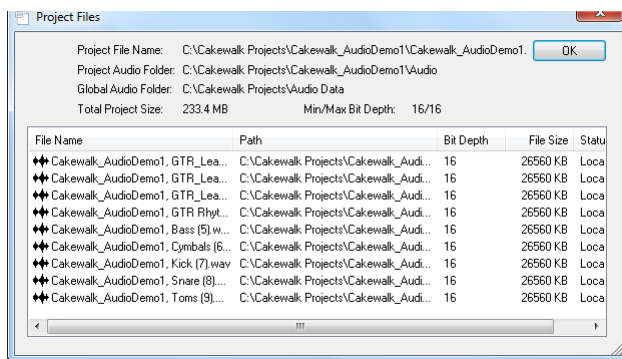 Project Files
Project File Name: C:\Cakewalk Projects\Cakewalk_AudioDemo1\Cakewalk_AudioDemo1. OK
Project Audio Folder: C:\Cakewalk Projects\Cakewalk_AudioDemo1\Audio
Global Audio Folder: C:\Cakewalk Projects\Audio Data
Total Project Size: 233.4 MB Min/Max Bit Depth: 16/16
File Name Path Bit Depth File Size Statu
Cakewalk_AudioDemo1, GTR_Lea... C:\Cakewalk Projects\Cakewalk_Audi... 16 26560 KB Loca
Cakewalk_AudioDemo1, GTR_Lea... C:\Cakewalk Projects\Cakewalk_Audi... 16 26560 KB Loca
Cakewalk_AudioDemo1, GTR_Lea... C:\Cakewalk Projects\Cakewalk_Audi... 16 26560 KB Loca
Cakewalk_AudioDemo1, GTR Rhyt... C:\Cakewalk Projects\Cakewalk_Audi... 16 26560 KB Loca
Cakewalk_AudioDemo1, Bass (5).w... C:\Cakewalk Projects\Cakewalk_Audi... 16 26560 KB Loca
Cakewalk_AudioDemo1, Cymbals (6... C:\Cakewalk Projects\Cakewalk_Audi... 16 26560 KB Loca
Cakewalk_AudioDemo1, Kick (7).wav C:\Cakewalk Projects\Cakewalk_Audi... 16 26560 KB Loca
Cakewalk_AudioDemo1, Snare (8).... C:\Cakewalk Projects\Cakewalk_Audi... 16 26560 KB Loca
Cakewalk_AudioDemo1, Toms (9).... C:\Cakewalk Projects\Cakewalk_Audi... 16 26560 KB Loca